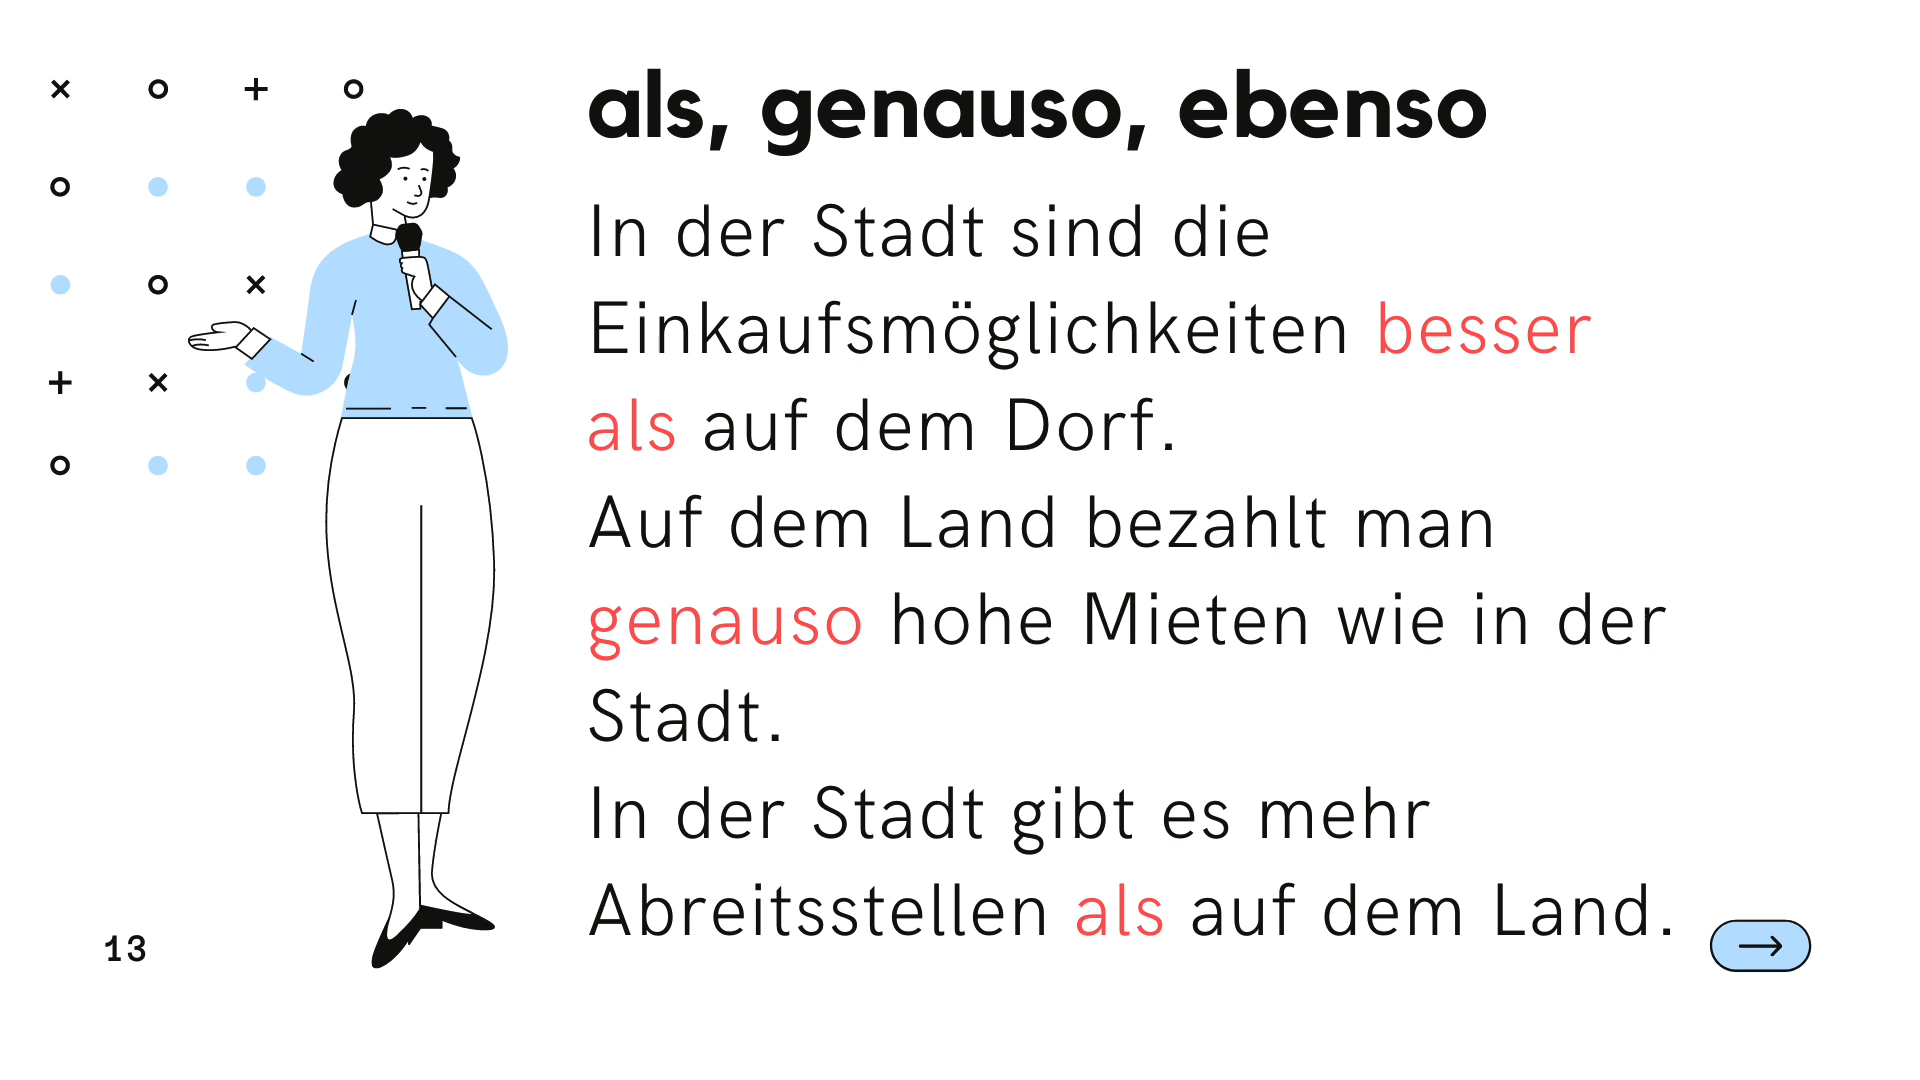 als, genauso, ebenso
In der Stadt sind die
Einkaufsmöglichkeiten besser
als auf dem Dorf.
Auf dem Land bezahlt man
genauso hohe Mieten wie in der
Stadt.
In der Stadt gibt es mehr
Abreitsstellen als auf dem Land.
13